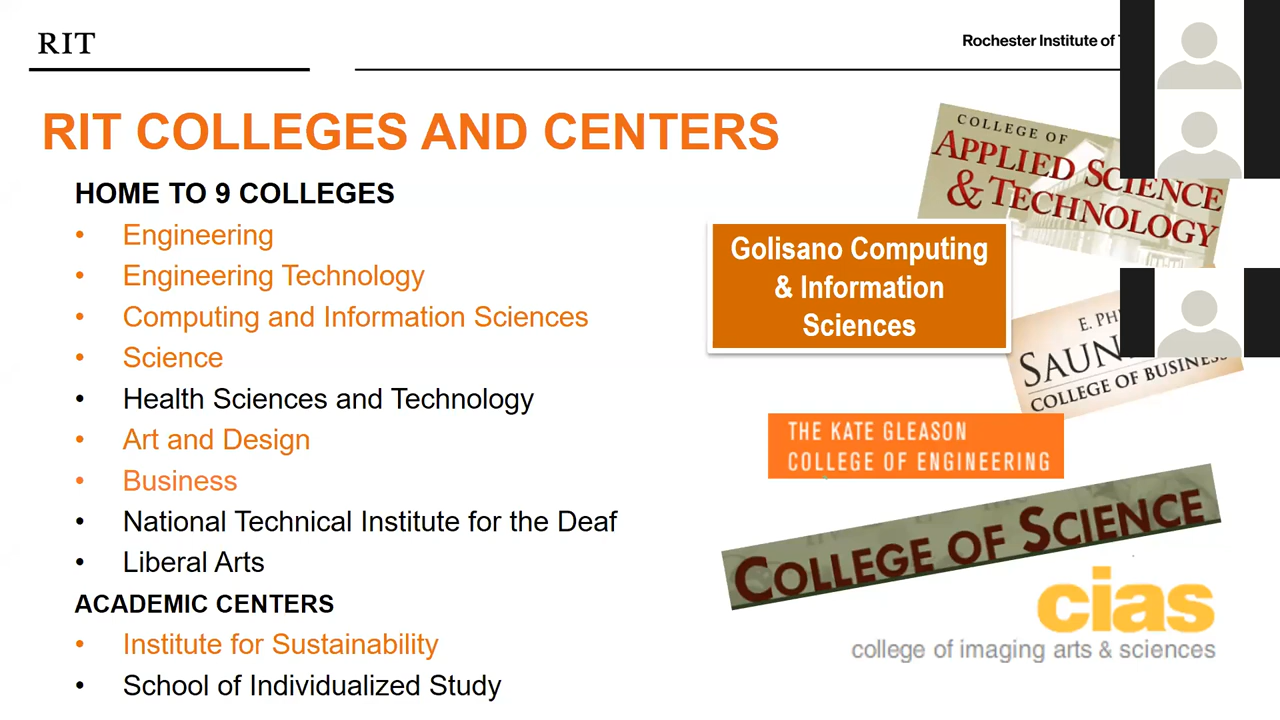 RIT
Rochester Institute of
RIT COLLEGES AND CENTERS
HOME TO 9 COLLEGES
• Engineering
• Engineering Technology
• Computing and Information Sciences
• Science
• Health Sciences and Technology
• Art and Design
• Business
• National Technical Institute for the Deaf
• Liberal Arts
ACADEMIC CENTERS
• Institute for Sustainability
• School of Individualized Study
COLLEGE OF
APPLIED SCIENCE
& TECHNOLOGY
Golisano Computing
& Information
Sciences
E.
COLLEGE OF BUSINESS
THE KATE GLEASON
COLLEGE OF ENGINEERING
COLLEGE OF SCIENCE
cias
college of imaging arts & sciences